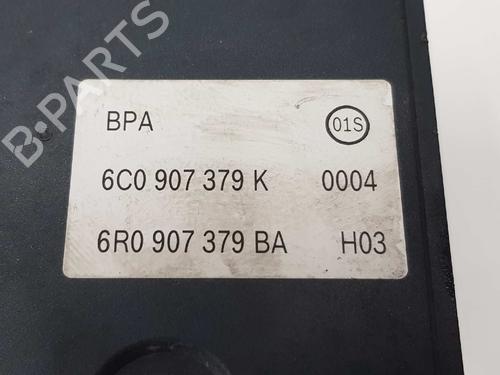 B-PARTS
BPA 01S
6C0 907 379 K 0004
6R0 907 379 BA H03